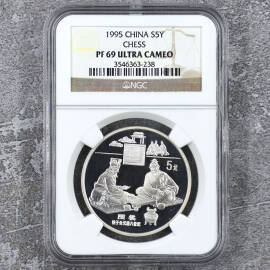 1995 CHINA S5Y
CHESS
PF 69 ULTRA CAMEO
3546363-238
NGC
5元